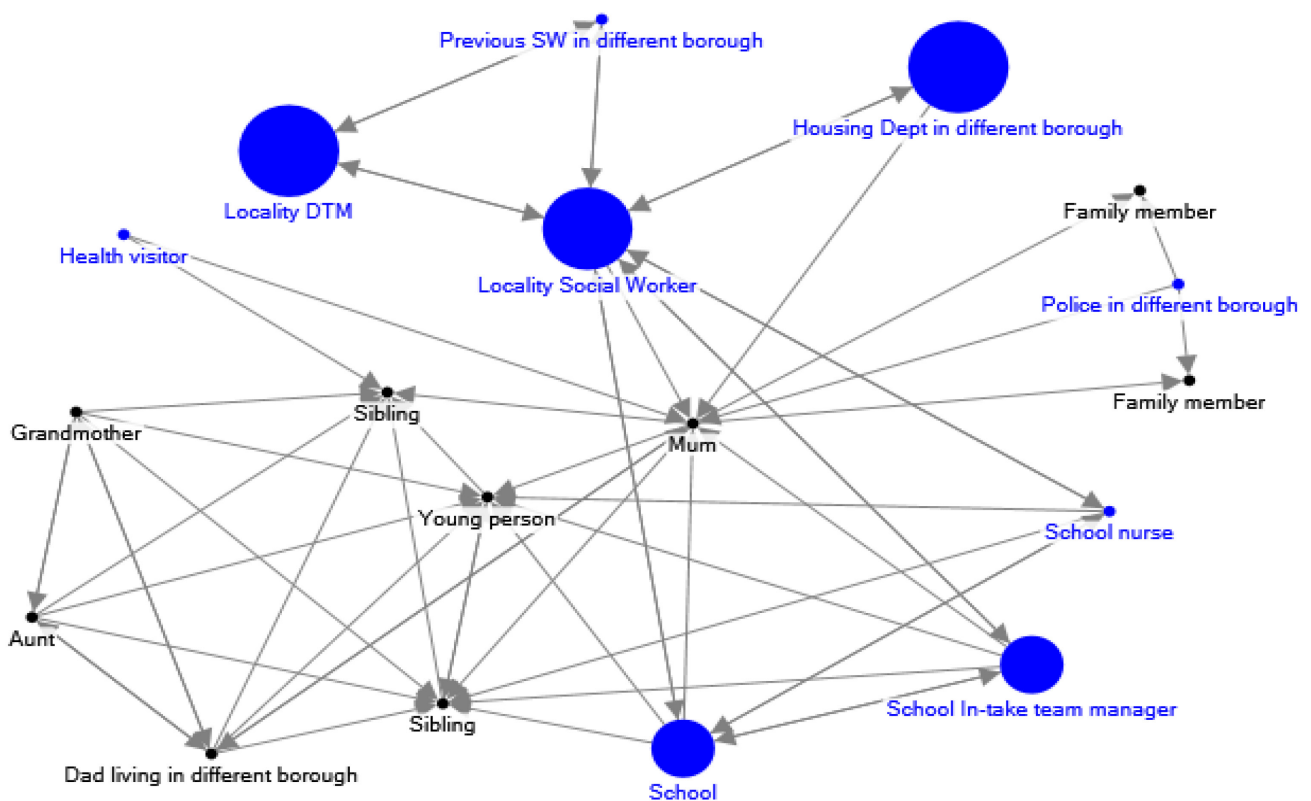 Previous SW in different borough
Housing Dept in different borough
Locality DTM
Family member
Health visitor
Locality Social Worker
Police in different borough
Family member
Sibling
Grandmother
Mum
Young person
School nurse
Aunt
School In-take team manager
Sibling
Dad living in different borough
School